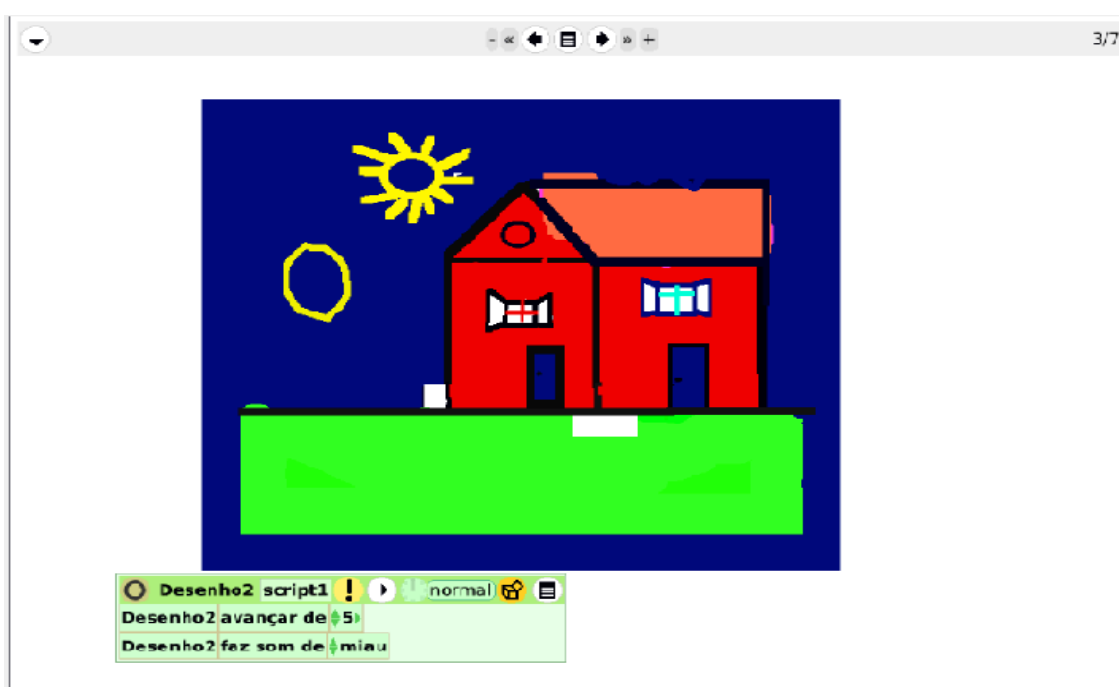 - « » + 3/7
Desenho2 script1 ! normal
Desenho2 avançar de 5
Desenho2 faz som de miau